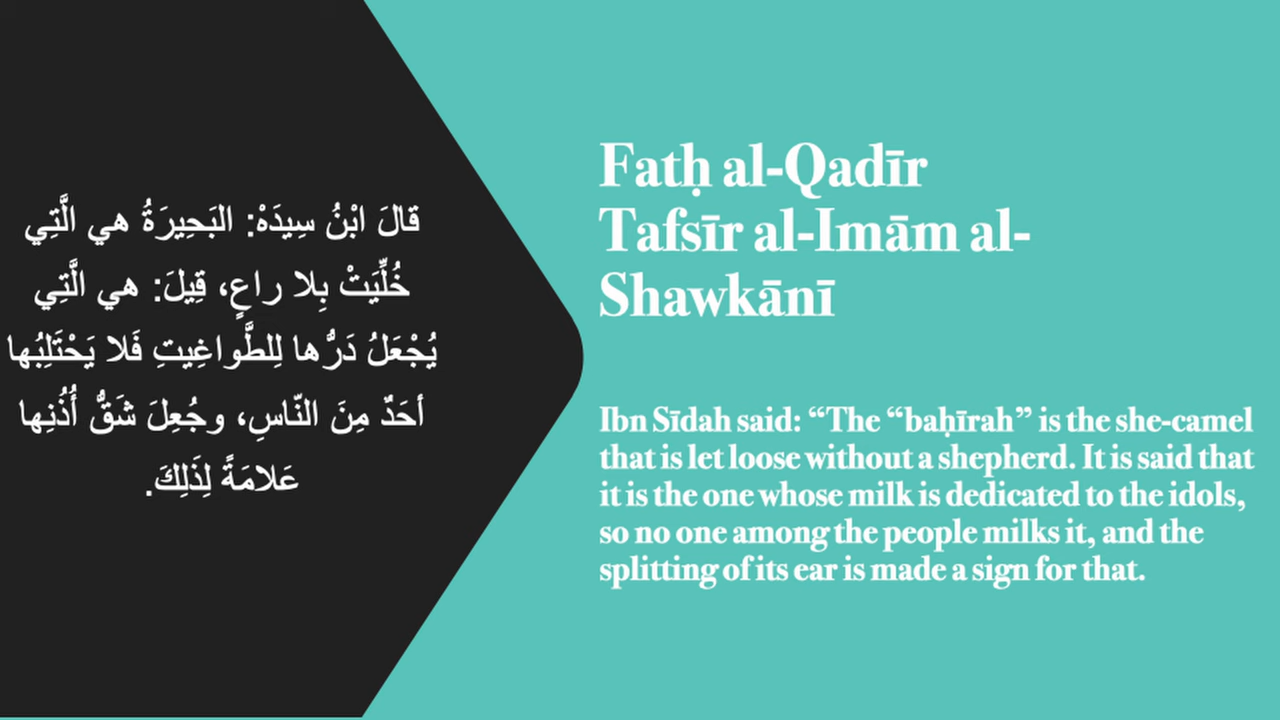 قالَ ابْنُ سِيدَهْ: البَحِيرَةُ هي الَّتِي
خُلِّيَتْ بِلا راعٍ، قِيلَ: هي الَّتِي
يُجْعَلُ دَرُّها لِلطَّواغِيتِ فَلا يَحْتَلِبُها
أحَدٌ مِنَ النّاسِ، وجُعِلَ شَقُّ أُذُنِها
عَلامَةً لِذَلِكَ.
Fatḥ al-Qadīr
Tafsīr al-Imām al-
Shawkānī
Ibn Sīdah said: “The “baḥīrah” is the she-camel
that is let loose without a shepherd. It is said that
it is the one whose milk is dedicated to the idols,
so no one among the people milks it, and the
splitting of its ear is made a sign for that.